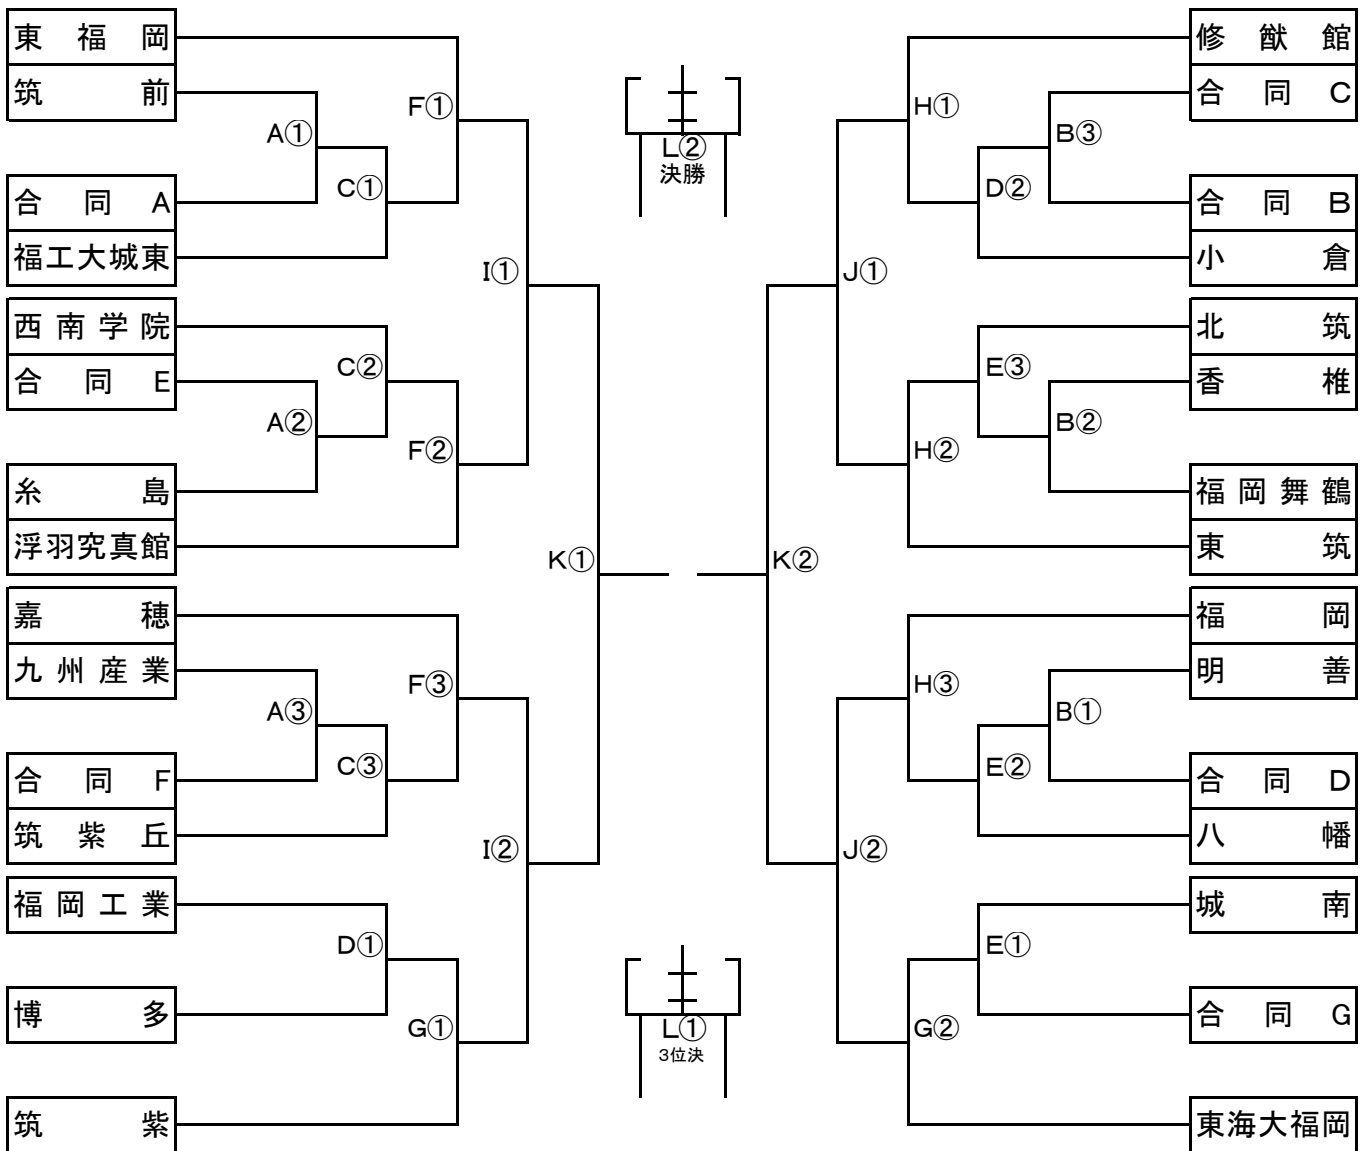 東福岡
修猷館
筑前
合同C
F①
H①
A①
B③
L②
決勝
C①
D②
合同A
合同B
福工大城東
小倉
I①
J①
西南学院
北筑
C②
E③
合同E
香椎
A②
B②
F②
H②
糸島
福岡舞鶴
浮羽究真館
東筑
K①
K②
嘉穂
福岡
九州産業
明善
F③
H③
A③
B①
C③
E②
合同F
合同D
筑紫丘
八幡
I②
J②
福岡工業
城南
D①
E①
博多
合同G
G①
G②
L①
3位決
筑紫
東海大福岡